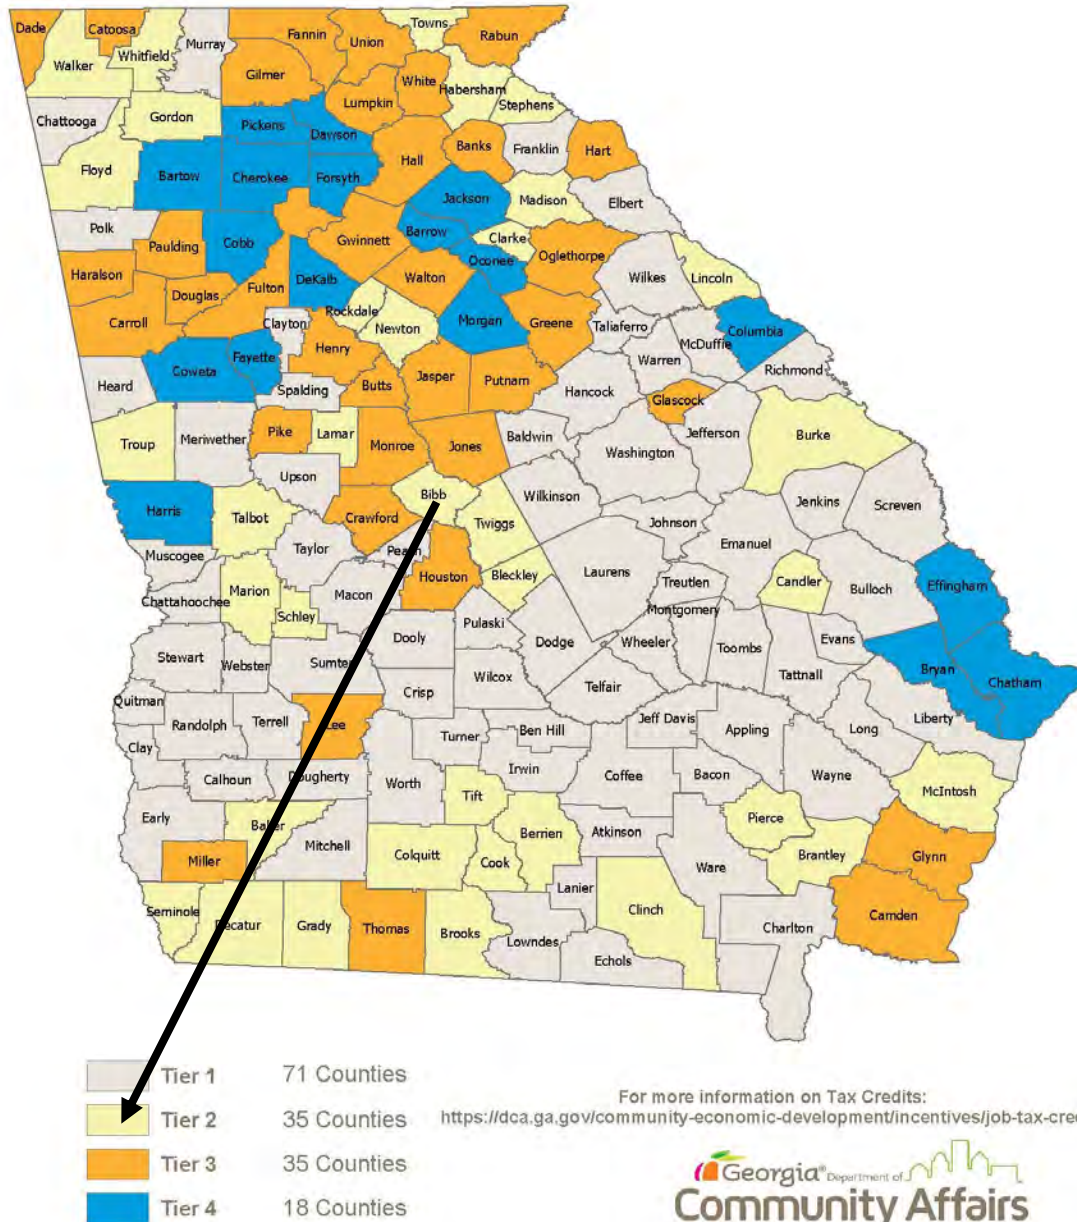 Dade
Catoosa
Fannin
Union
Towns
Rabun
Murray
Whitfield
Walker
Gilmer
White
Habersham
Lumpkin
Stephens
Chattooga
Gordon
Pickens
Dawson
Banks
Franklin
Hart
Hall
Floyd
Bartow
Cherokee
Forsyth
Jackson
Madison
Elbert
Polk
Barrow
Clarke
Cobb
Gwinnett
Paulding
Oconee
Oglethorpe
Haralson
DeKalb
Walton
Wilkes
Lincoln
Douglas
Fulton
Rockdale
Carroll
Clayton
Newton
Morgan
Greene
Taliaferro
Columbia
McDuffie
Henry
Fayette
Warren
Coweta
Jasper
Putnam
Richmond
Heard
Spalding
Butts
Hancock
Glascock
Pike
Lamar
Jefferson
Troup
Meriwether
Monroe
Jones
Baldwin
Burke
Washington
Upson
Bibb
Wilkinson
Jenkins
Screven
Harris
Talbot
Crawford
Twiggs
Johnson
Emanuel
Muscogee
Taylor
Peach
Houston
Bleckley
Laurens
Treutlen
Candler
Bulloch
Effingham
Chattahoochee
Marion
Macon
Schley
Montgomery
Pulaski
Dooly
Dodge
Wheeler
Toombs
Evans
Stewart
Webster
Sumter
Tattnall
Bryan
Chatham
Wilcox
Crisp
Telfair
Quitman
Randolph
Terrell
Lee
Jeff Davis
Appling
Long
Liberty
Clay
Turner
Ben Hill
Calhoun
Dougherty
Worth
Irwin
Coffee
Bacon
Wayne
McIntosh
Early
Baker
Tift
Berrien
Atkinson
Pierce
Mitchell
Colquitt
Cook
Brantley
Glynn
Miller
Ware
Lanier
Seminole
Decatur
Grady
Thomas
Brooks
Clinch
Camden
Charlton
Lowndes
Echols
Tier 1 71 Counties
Tier 2 35 Counties
Tier 3 35 Counties
Tier 4 18 Counties
For more information on Tax Credits:
https://dca.ga.gov/community-economic-development/incentives/job-tax-cre
Georgia® Department of
Community Affairs